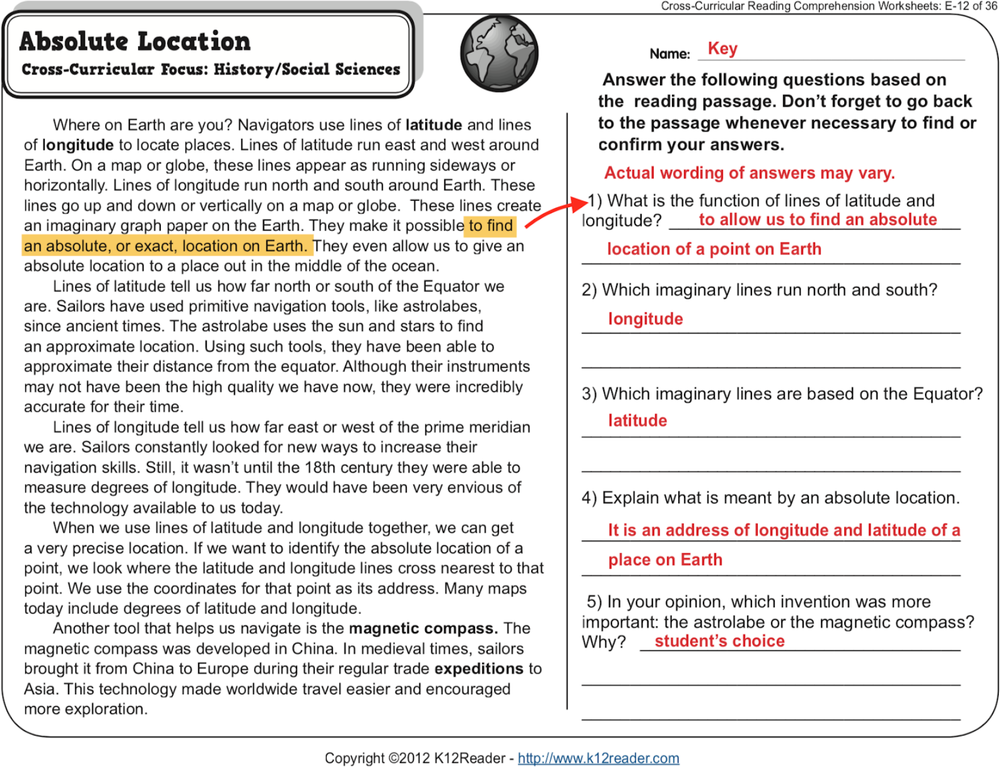 Cross-Curricular Reading Comprehension Worksheets: E-12 of 36
Absolute Location
Cross-Curricular Focus: History/Social Sciences
Where on Earth are you? Navigators use lines of latitude and lines
of longitude to locate places. Lines of latitude run east and west around
Earth. On a map or globe, these lines appear as running sideways or
horizontally. Lines of longitude run north and south around Earth. These
lines go up and down or vertically on a map or globe.  These lines create
an imaginary graph paper on the Earth. They make it possible to find
an absolute, or exact, location on Earth. They even allow us to give an
absolute location to a place out in the middle of the ocean.
Lines of latitude tell us how far north or south of the Equator we
are. Sailors have used primitive navigation tools, like astrolabes,
since ancient times. The astrolabe uses the sun and stars to find
an approximate location. Using such tools, they have been able to
approximate their distance from the equator. Although their instruments
may not have been the high quality we have now, they were incredibly
accurate for their time.
Lines of longitude tell us how far east or west of the prime meridian
we are. Sailors constantly looked for new ways to increase their
navigation skills. Still, it wasn’t until the 18th century they were able to
measure degrees of longitude. They would have been very envious of
the technology available to us today.
When we use lines of latitude and longitude together, we can get
a very precise location. If we want to identify the absolute location of a
point, we look where the latitude and longitude lines cross nearest to that
point. We use the coordinates for that point as its address. Many maps
today include degrees of latitude and longitude.
Another tool that helps us navigate is the magnetic compass. The
magnetic compass was developed in China. In medieval times, sailors
brought it from China to Europe during their regular trade expeditions to
Asia. This technology made worldwide travel easier and encouraged
more exploration.
Name: Key
Answer the following questions based on
the  reading passage. Don’t forget to go back
to the passage whenever necessary to find or
confirm your answers.
Actual wording of answers may vary.
1) What is the function of lines of latitude and
longitude? to allow us to find an absolute
location of a point on Earth
2) Which imaginary lines run north and south?
longitude
3) Which imaginary lines are based on the Equator?
latitude
4) Explain what is meant by an absolute location.
It is an address of longitude and latitude of a
place on Earth
5) In your opinion, which invention was more
important: the astrolabe or the magnetic compass?
Why? student’s choice
Copyright ©2012 K12Reader - http://www.k12reader.com